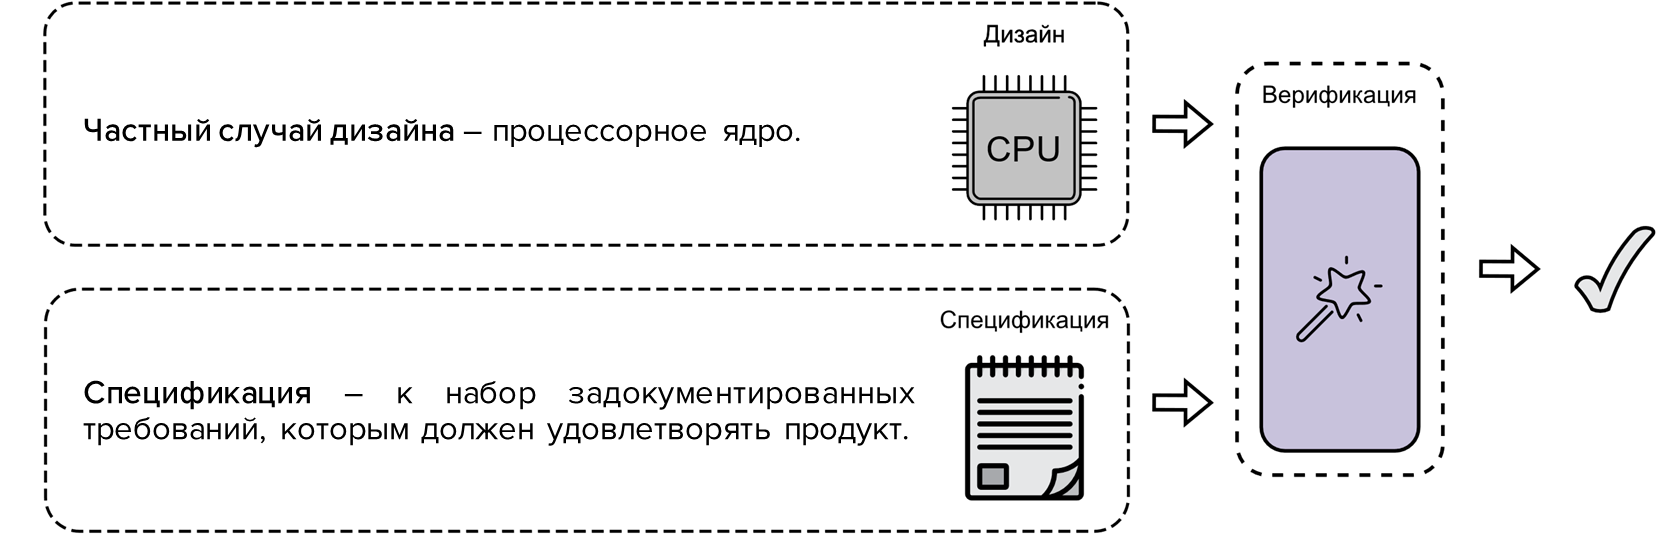 Дизайн
Частный случай дизайна – процессорное ядро.
CPU
Верификация
Спецификация
Спецификация – к набор задокументированных
требований, которым должен удовлетворять продукт.